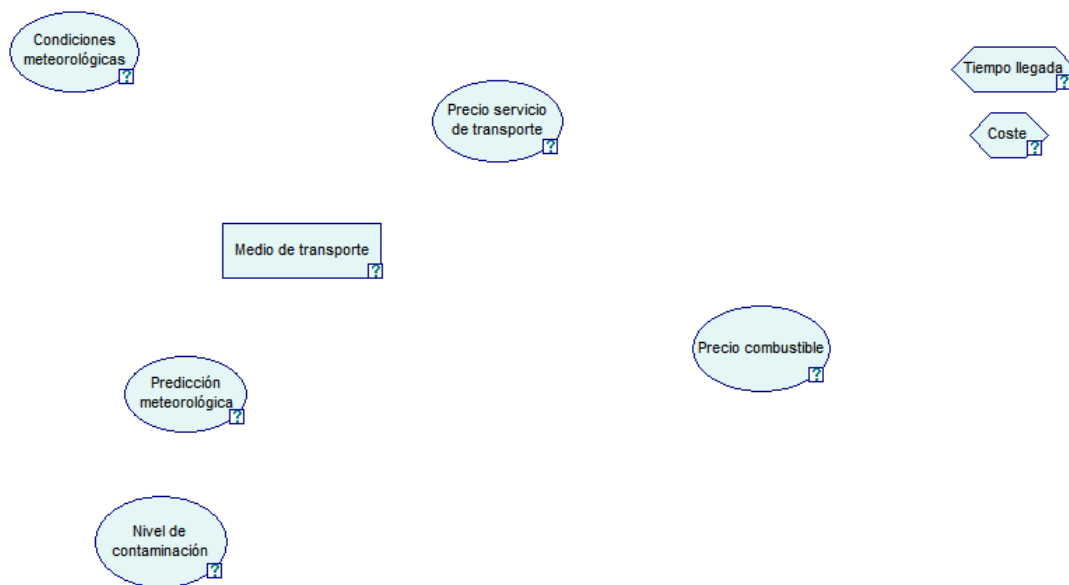 Condiciones
meteorológicas
?
Tiempo llegada
?
Precio servicio
de transporte
?
Coste
?
Medio de transporte
?
Precio combustible
?
Predicción
meteorológica
?
Nivel de
contaminación
?